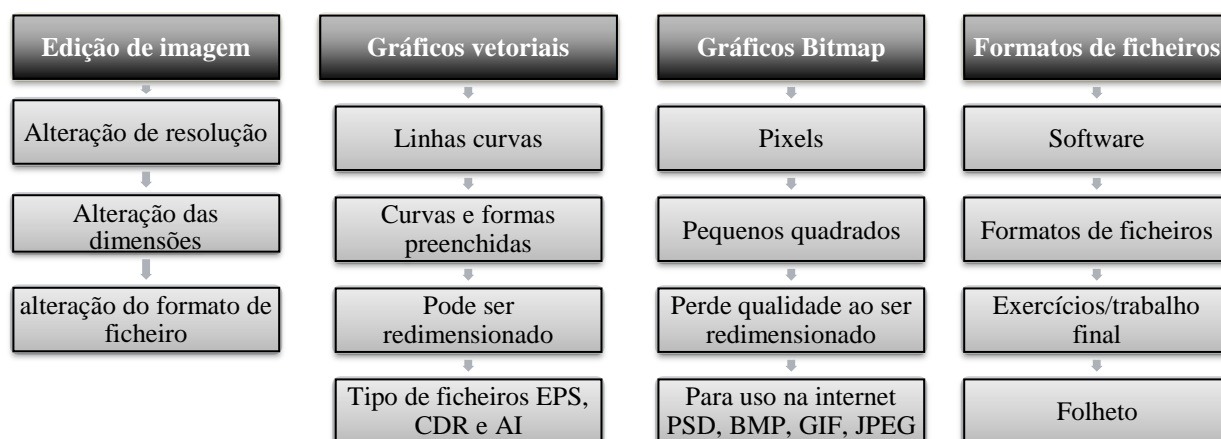 Edição de imagem
Alteração de resolução
Alteração das
dimensões
alteração do formato de
ficheiro
Gráficos vetoriais
Linhas curvas
Curvas e formas
preenchidas
Pode ser
redimensionado
Tipo de ficheiros EPS,
CDR e AI
Gráficos Bitmap
Pixels
Pequenos quadrados
Perde qualidade ao ser
redimensionado
Para uso na internet
PSD, BMP, GIF, JPEG
Formatos de ficheiros
Software
Formatos de ficheiros
Exercícios/trabalho
final
Folheto